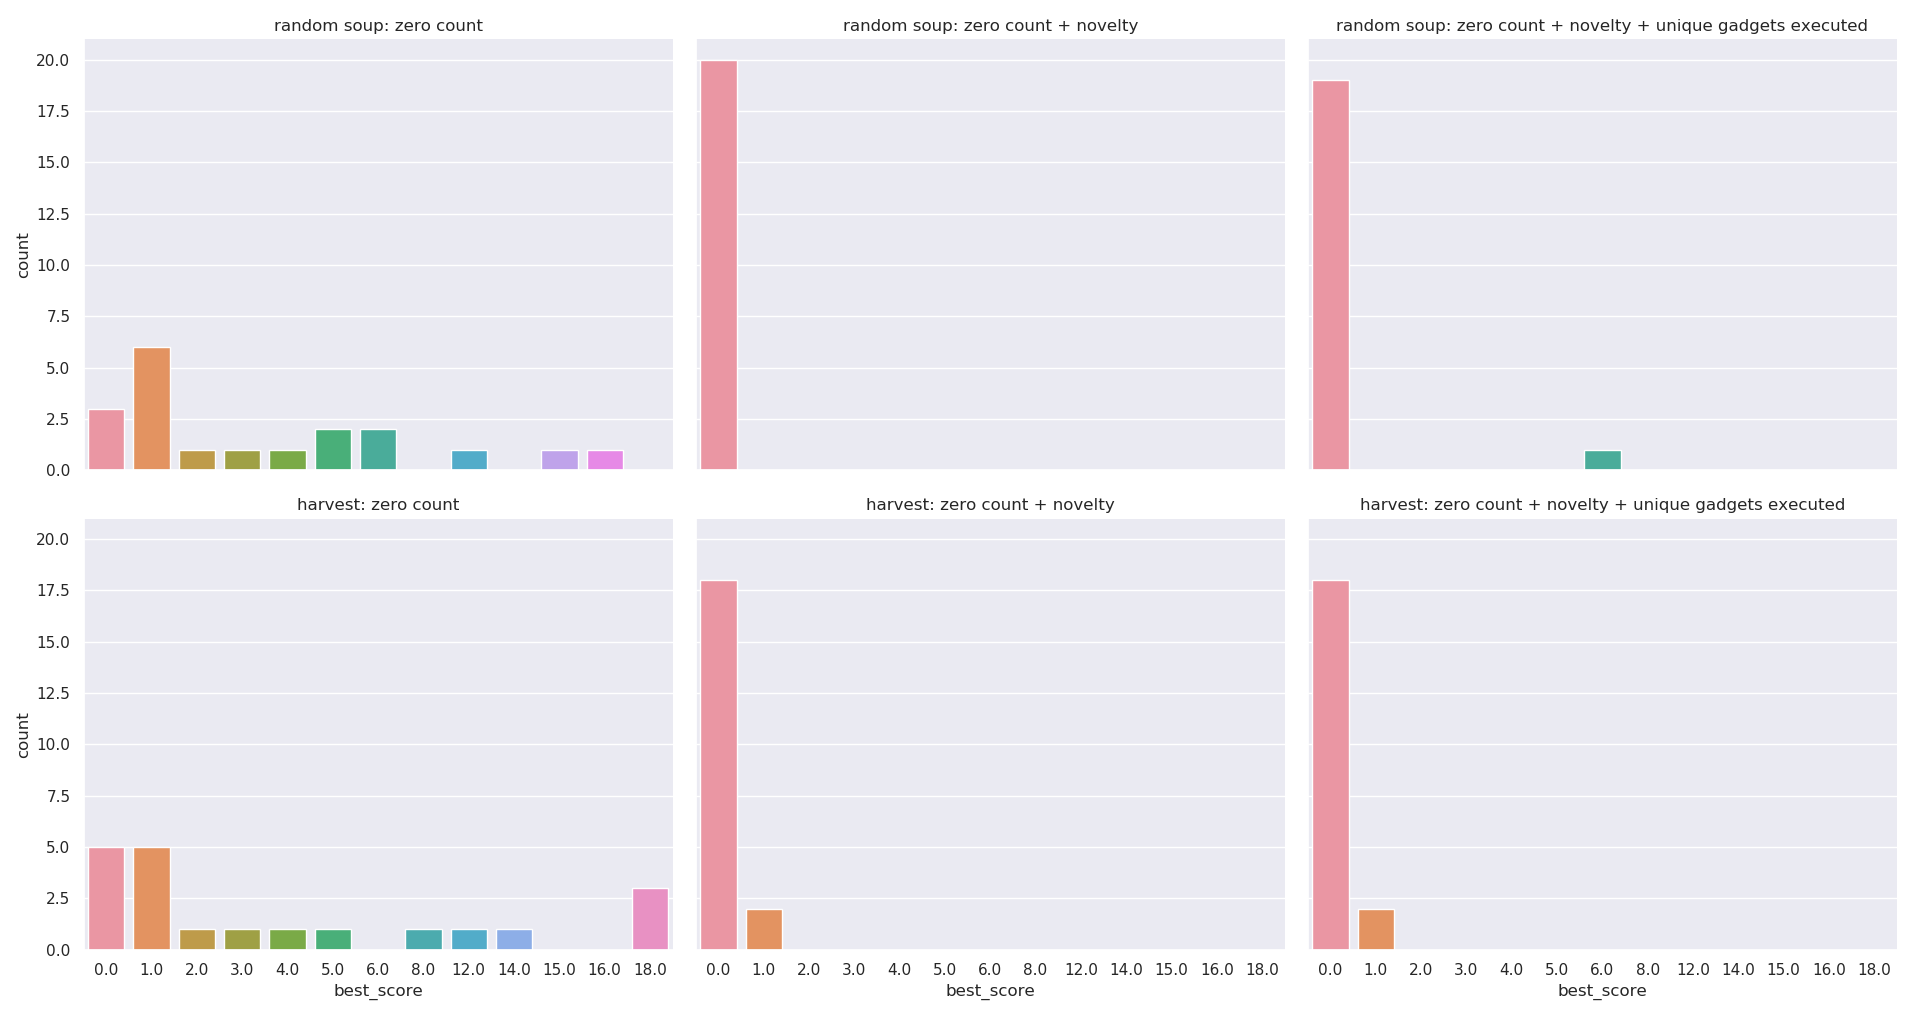 random soup: zero count
random soup: zero count + novelty
random soup: zero count + novelty + unique gadgets executed
20.0
17.5
15.0
12.5
10.0
7.5
5.0
2.5
0.0
count
harvest: zero count
harvest: zero count + novelty
harvest: zero count + novelty + unique gadgets executed
20.0
17.5
15.0
12.5
10.0
7.5
5.0
2.5
0.0
count
0.0 1.0 2.0 3.0 4.0 5.0 6.0 8.0 12.0 14.0 15.0 16.0 18.0
best_score
0.0 1.0 2.0 3.0 4.0 5.0 6.0 8.0 12.0 14.0 15.0 16.0 18.0
best_score
0.0 1.0 2.0 3.0 4.0 5.0 6.0 8.0 12.0 14.0 15.0 16.0 18.0
best_score